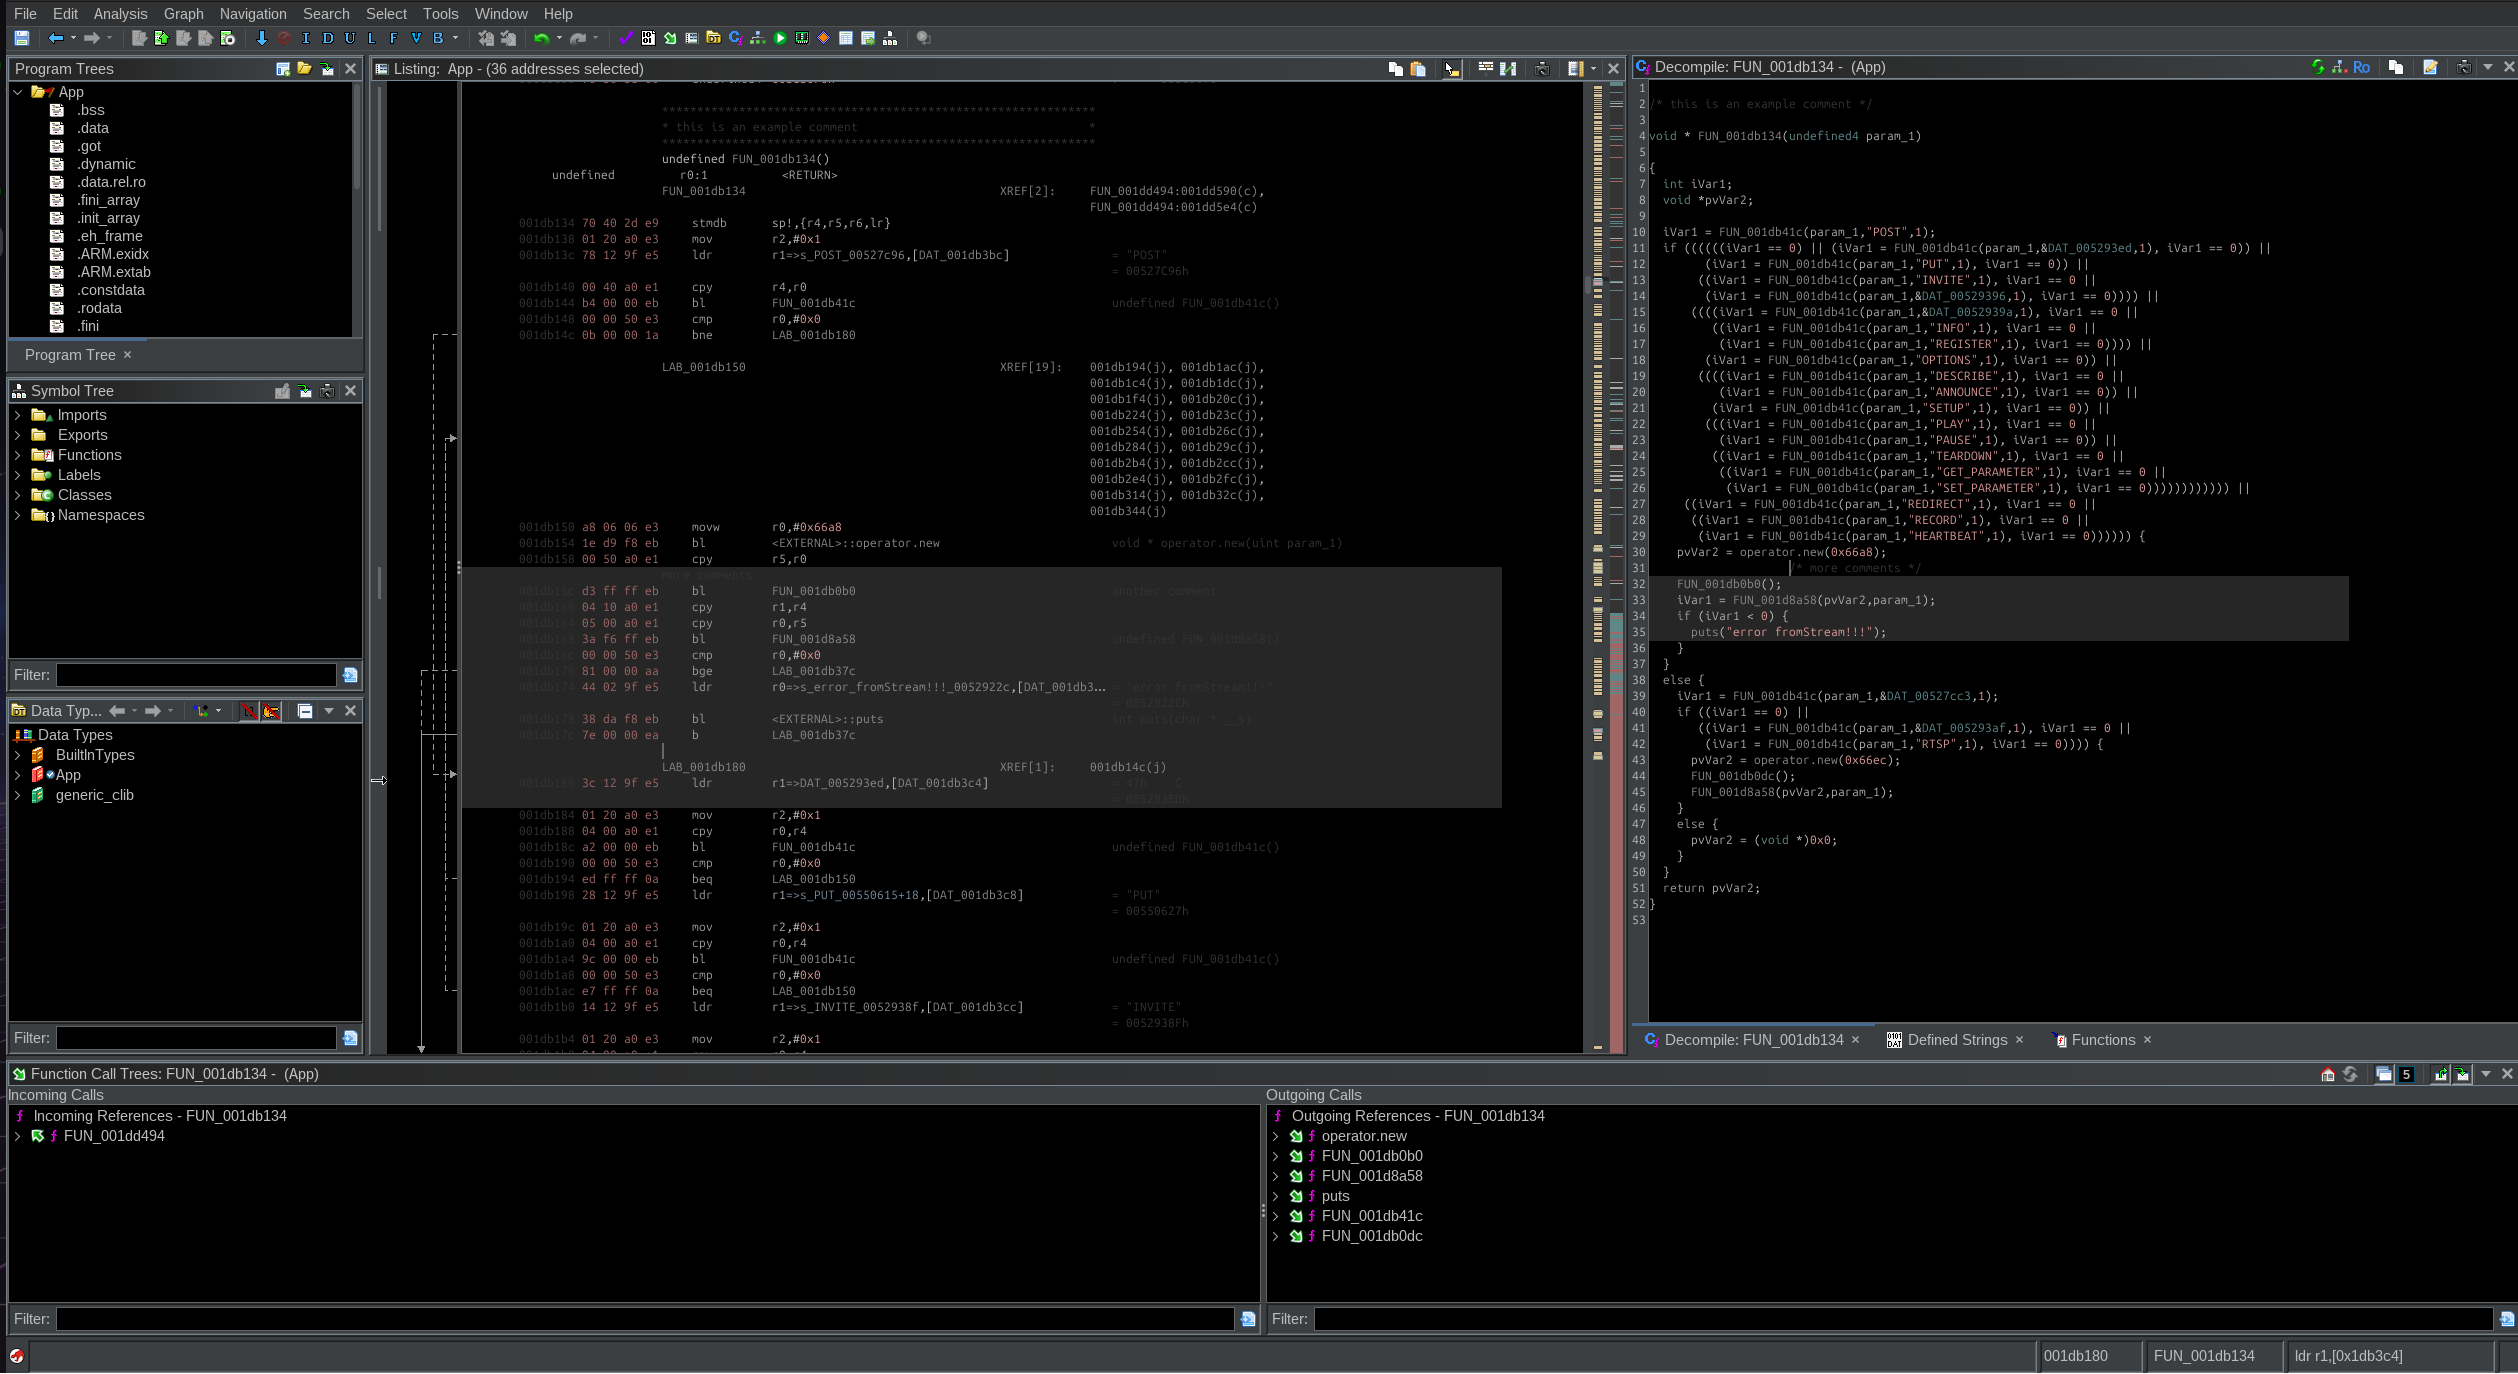 File Edit Analysis Graph Navigation Search Select Tools Window Help
I D U L F V B
Program Trees
App
.bss
.data
.got
.dynamic
.data.rel.ro
.fini_array
.init_array
.eh_frame
.ARM.exidx
.ARM.extab
.constdata
.rodata
.fini
Program Tree ×
Symbol Tree
Imports
Exports
Functions
Labels
Classes
Namespaces
Filter:
Data Typ...
Data Types
BuiltInTypes
App
generic_clib
Filter:
Listing: App - (36 addresses selected)
**************************************************************
* this is an example comment *
**************************************************************
undefined FUN_001db134()
undefined r0:1 <RETURN>
FUN_001db134 XREF[2]: FUN_001dd494:001dd590(c),
FUN_001dd494:001dd5e4(c)
001db134 70 40 2d e9 stmdb sp!,{r4,r5,r6,lr}
001db138 01 20 a0 e3 mov r2,#0x1
001db13c 78 12 9f e5 ldr r1=>s_POST_00527c96,[DAT_001db3bc] = "POST"
= 00527C96h
001db140 00 40 a0 e1 cpy r4,r0
001db144 b4 00 00 eb bl FUN_001db41c undefined FUN_001db41c()
001db148 00 00 50 e3 cmp r0,#0x0
001db14c 0b 00 00 1a bne LAB_001db180
LAB_001db150 XREF[19]: 001db194(j), 001db1ac(j),
001db1c4(j), 001db1dc(j),
001db1f4(j), 001db20c(j),
001db224(j), 001db23c(j),
001db254(j), 001db26c(j),
001db284(j), 001db29c(j),
001db2b4(j), 001db2cc(j),
001db2e4(j), 001db2fc(j),
001db314(j), 001db32c(j),
001db344(j)
001db150 a8 06 06 e3 movw r0,#0x66a8
001db154 1e d9 f8 eb bl <EXTERNAL>::operator.new void * operator.new(uint param_1)
001db158 00 50 a0 e1 cpy r5,r0
more comments
001db15c d3 ff ff eb bl FUN_001db0b0 another comment
001db160 04 10 a0 e1 cpy r1,r4
001db164 05 00 a0 e1 cpy r0,r5
001db168 3a f6 ff eb bl FUN_001d8a58 undefined FUN_001d8a58()
001db16c 00 00 50 e3 cmp r0,#0x0
001db170 81 00 00 aa bge LAB_001db37c
001db174 44 02 9f e5 ldr r0=>s_error_fromStream!!!_0052922c,[DAT_001db3... = "error fromStream!!!"
= 0052922Ch
001db178 38 da f8 eb bl <EXTERNAL>::puts int puts(char * __s)
001db17c 7e 00 00 ea b LAB_001db37c
LAB_001db180 XREF[1]: 001db14c(j)
001db180 3c 12 9f e5 ldr r1=>DAT_005293ed,[DAT_001db3c4] = 47h G
= 005293EDh
001db184 01 20 a0 e3 mov r2,#0x1
001db188 04 00 a0 e1 cpy r0,r4
001db18c a2 00 00 eb bl FUN_001db41c undefined FUN_001db41c()
001db190 00 00 50 e3 cmp r0,#0x0
001db194 ed ff ff 0a beq LAB_001db150
001db198 28 12 9f e5 ldr r1=>s_PUT_00550615+18,[DAT_001db3c8] = "PUT"
= 00550627h
001db19c 01 20 a0 e3 mov r2,#0x1
001db1a0 04 00 a0 e1 cpy r0,r4
001db1a4 9c 00 00 eb bl FUN_001db41c undefined FUN_001db41c()
001db1a8 00 00 50 e3 cmp r0,#0x0
001db1ac e7 ff ff 0a beq LAB_001db150
001db1b0 14 12 9f e5 ldr r1=>s_INVITE_0052938f,[DAT_001db3cc] = "INVITE"
= 0052938Fh
001db1b4 01 20 a0 e3 mov r2,#0x1
Decompile: FUN_001db134 - (App)
Ro
1
2 /* this is an example comment */
3
4 void * FUN_001db134(undefined4 param_1)
5
6 {
7 int iVar1;
8 void *pvVar2;
9
10 iVar1 = FUN_001db41c(param_1,"POST",1);
11 if ((((((iVar1 == 0) || (iVar1 = FUN_001db41c(param_1,&DAT_005293ed,1), iVar1 == 0)) ||
12 (iVar1 = FUN_001db41c(param_1,"PUT",1), iVar1 == 0)) ||
13 ((iVar1 = FUN_001db41c(param_1,"INVITE",1), iVar1 == 0 ||
14 (iVar1 = FUN_001db41c(param_1,&DAT_00529396,1), iVar1 == 0)))) ||
15 ((((iVar1 = FUN_001db41c(param_1,&DAT_0052939a,1), iVar1 == 0 ||
16 ((iVar1 = FUN_001db41c(param_1,"INFO",1), iVar1 == 0 ||
17 (iVar1 = FUN_001db41c(param_1,"REGISTER",1), iVar1 == 0)))) ||
18 (iVar1 = FUN_001db41c(param_1,"OPTIONS",1), iVar1 == 0)) ||
19 ((((iVar1 = FUN_001db41c(param_1,"DESCRIBE",1), iVar1 == 0 ||
20 (iVar1 = FUN_001db41c(param_1,"ANNOUNCE",1), iVar1 == 0)) ||
21 (iVar1 = FUN_001db41c(param_1,"SETUP",1), iVar1 == 0)) ||
22 (((iVar1 = FUN_001db41c(param_1,"PLAY",1), iVar1 == 0 ||
23 (iVar1 = FUN_001db41c(param_1,"PAUSE",1), iVar1 == 0)) ||
24 ((iVar1 = FUN_001db41c(param_1,"TEARDOWN",1), iVar1 == 0 ||
25 ((iVar1 = FUN_001db41c(param_1,"GET_PARAMETER",1), iVar1 == 0 ||
26 (iVar1 = FUN_001db41c(param_1,"SET_PARAMETER",1), iVar1 == 0)))))))))))) ||
27 ((iVar1 = FUN_001db41c(param_1,"REDIRECT",1), iVar1 == 0 ||
28 ((iVar1 = FUN_001db41c(param_1,"RECORD",1), iVar1 == 0 ||
29 (iVar1 = FUN_001db41c(param_1,"HEARTBEAT",1), iVar1 == 0)))))) {
30 pvVar2 = operator.new(0x66a8);
31 /* more comments */
32 FUN_001db0b0();
33 iVar1 = FUN_001d8a58(pvVar2,param_1);
34 if (iVar1 < 0) {
35 puts("error fromStream!!!");
36 }
37 }
38 else {
39 iVar1 = FUN_001db41c(param_1,&DAT_00527cc3,1);
40 if ((iVar1 == 0) ||
41 ((iVar1 = FUN_001db41c(param_1,&DAT_005293af,1), iVar1 == 0 ||
42 (iVar1 = FUN_001db41c(param_1,"RTSP",1), iVar1 == 0)))) {
43 pvVar2 = operator.new(0x66ec);
44 FUN_001db0dc();
45 FUN_001d8a58(pvVar2,param_1);
46 }
47 else {
48 pvVar2 = (void *)0x0;
49 }
50 }
51 return pvVar2;
52 }
53
Decompile: FUN_001db134 × Defined Strings × Functions ×
Function Call Trees: FUN_001db134 - (App)
5
Incoming Calls
Incoming References - FUN_001db134
FUN_001dd494
Filter:
Outgoing Calls
Outgoing References - FUN_001db134
operator.new
FUN_001db0b0
FUN_001d8a58
puts
FUN_001db41c
FUN_001db0dc
Filter:
001db180 FUN_001db134 ldr r1,[0x1db3c4]